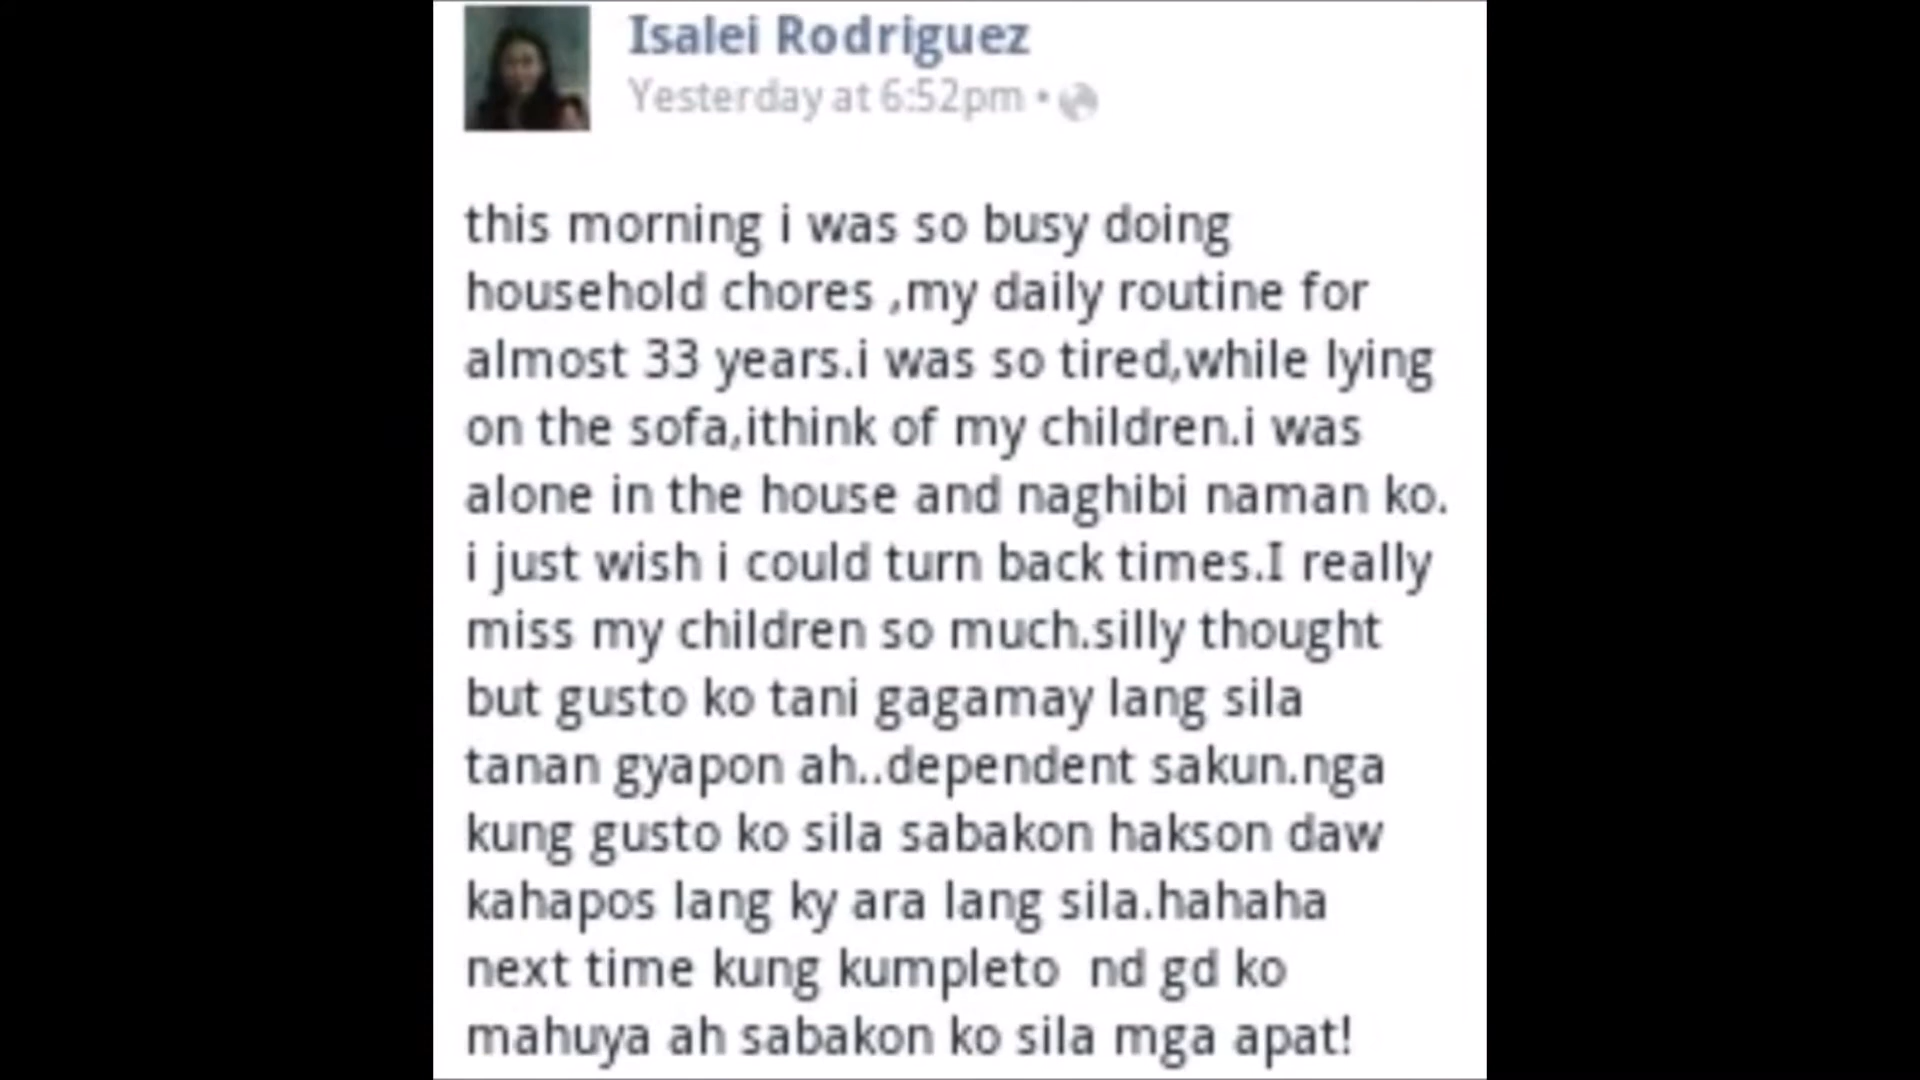 Isalei Rodriguez
Yesterday at 6:52pm •
this morning i was so busy doing
household chores ,my daily routine for
almost 33 years.i was so tired,while lying
on the sofa,ithink of my children.i was
alone in the house and naghibi naman ko.
i just wish i could turn back times.I really
miss my children so much.silly thought
but gusto ko tani gagamay lang sila
tanan gyapon ah..dependent sakun.nga
kung gusto ko sila sabakon hakson daw
kahapos lang ky ara lang sila.hahaha
next time kung kumpleto  nd gd ko
mahuya ah sabakon ko sila mga apat!